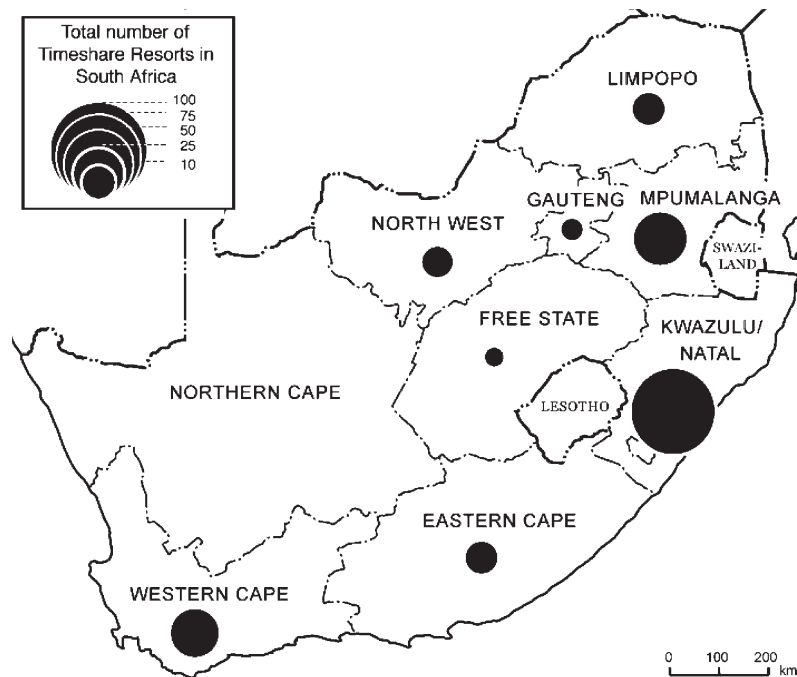 Total number of
Timeshare Resorts in
South Africa
100
75
50
25
10
LIMPOPO
GAUTENG
MPUMALANGA
NORTH WEST
SWAZI-
LAND
FREE STATE
KWAZULU/
NATAL
NORTHERN CAPE
LESOTHO
EASTERN CAPE
WESTERN CAPE
0 100 200
km